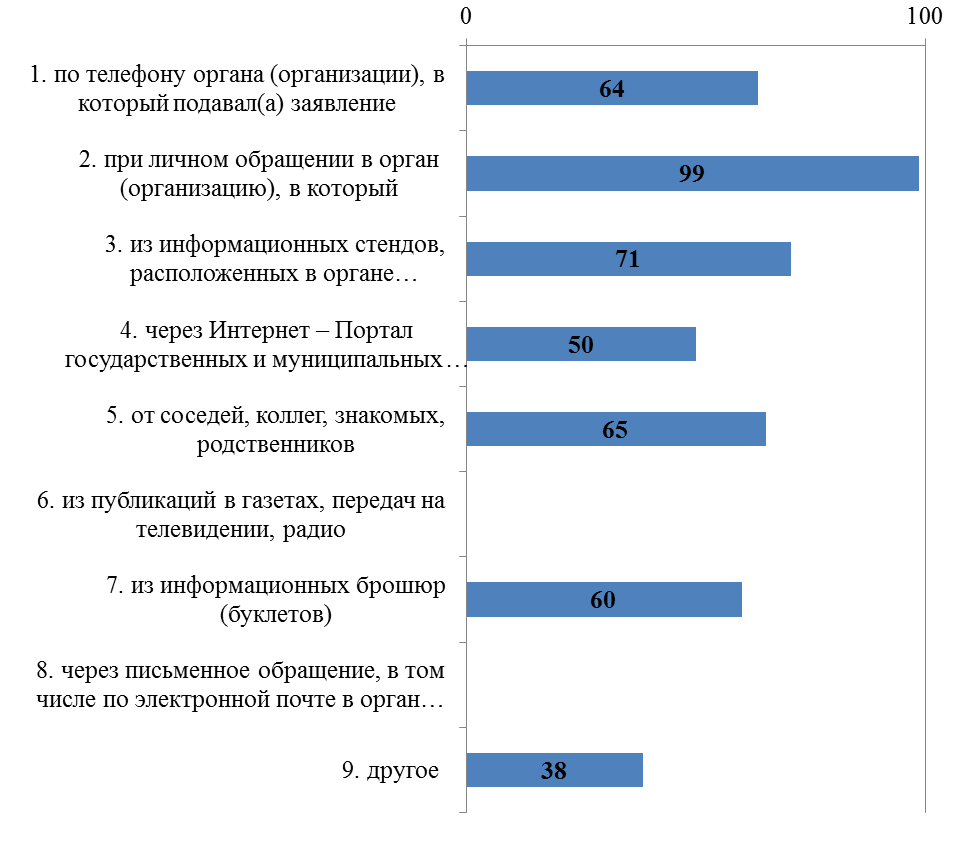 0 100
1. по телефону органа (организации), в
который подавал(а) заявление
64
2. при личном обращении в орган
(организацию), в который
99
3. из информационных стендов,
расположенных в органе…
71
4. через Интернет – Портал
государственных и муниципальных…
50
5. от соседей, коллег, знакомых,
родственников
65
6. из публикаций в газетах, передач на
телевидении, радио
7. из информационных брошюр
(буклетов)
60
8. через письменное обращение, в том
числе по электронной почте в орган…
9. другое
38